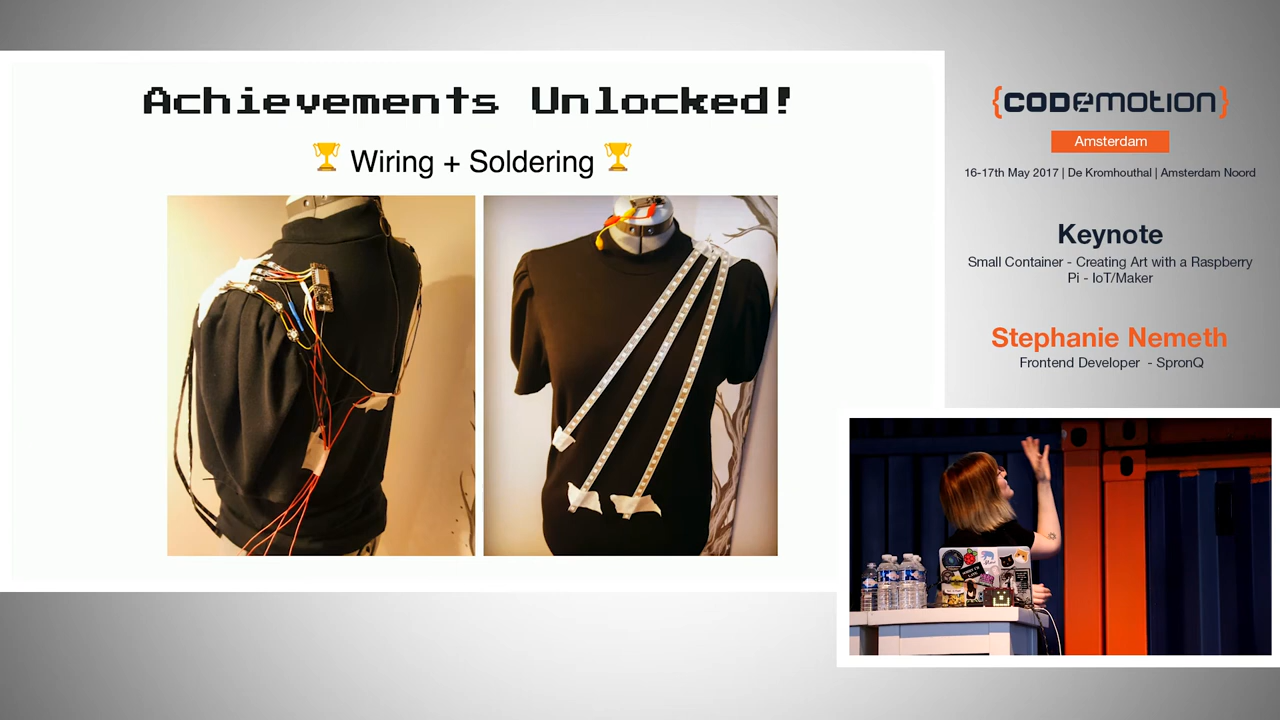 Achievements Unlocked!
🏆 Wiring + Soldering 🏆
{CODEMOTION}
Amsterdam
16-17th May 2017 | De Kromhouthal | Amsterdam Noord
Keynote
Small Container - Creating Art with a Raspberry
Pi - IoT/Maker
Stephanie Nemeth
Frontend Developer - SpronQ